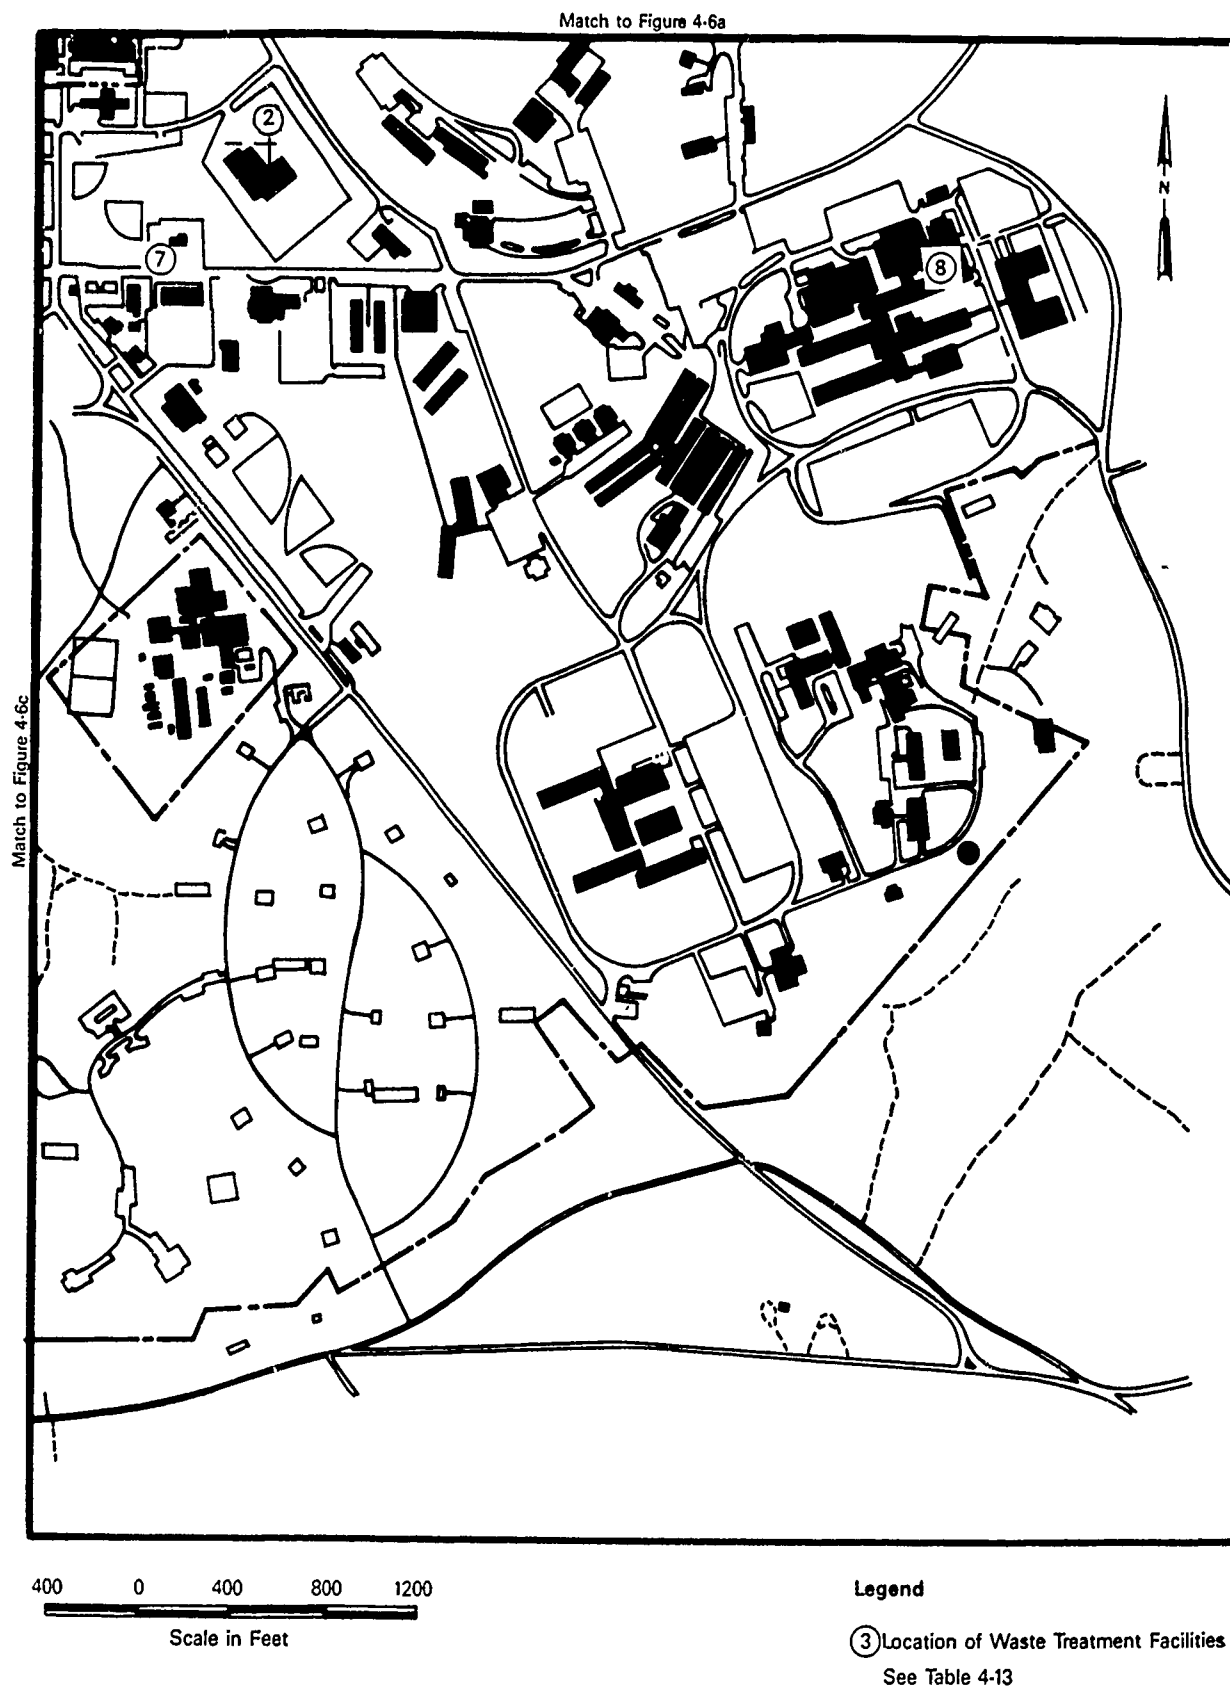 Match to Figure 4-6a
2
N
7
8
Match to Figure 4-6c
400 0 400 800 1200
Scale in Feet
Legend
3 Location of Waste Treatment Facilities
See Table 4-13